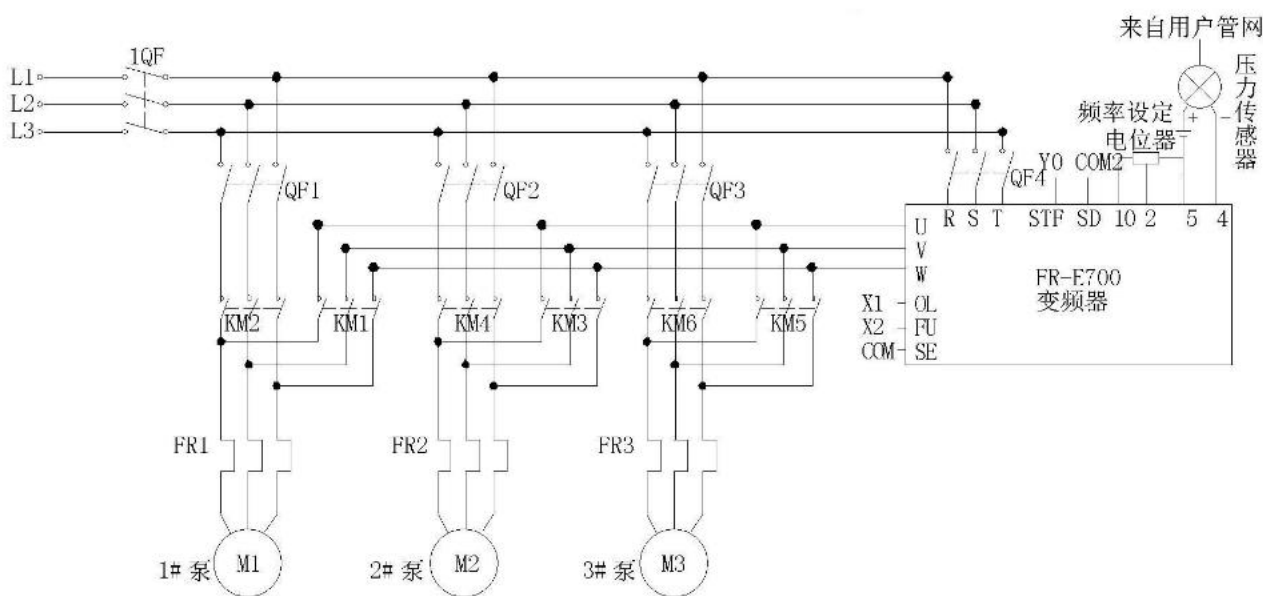 来自用户管网
压力传感器
1QF
L1
L2
L3
频率设定
电位器
+
-
Y0 COM2
QF1
QF2
QF3
QF4
R S T STF SD 10 2 5 4
U
V
W
FR-E700
变频器
X1 OL
X2 FU
COM SE
KM2 KM1 KM4 KM3 KM6 KM5
FR1 FR2 FR3
1# 泵 M1 2# 泵 M2 3# 泵 M3